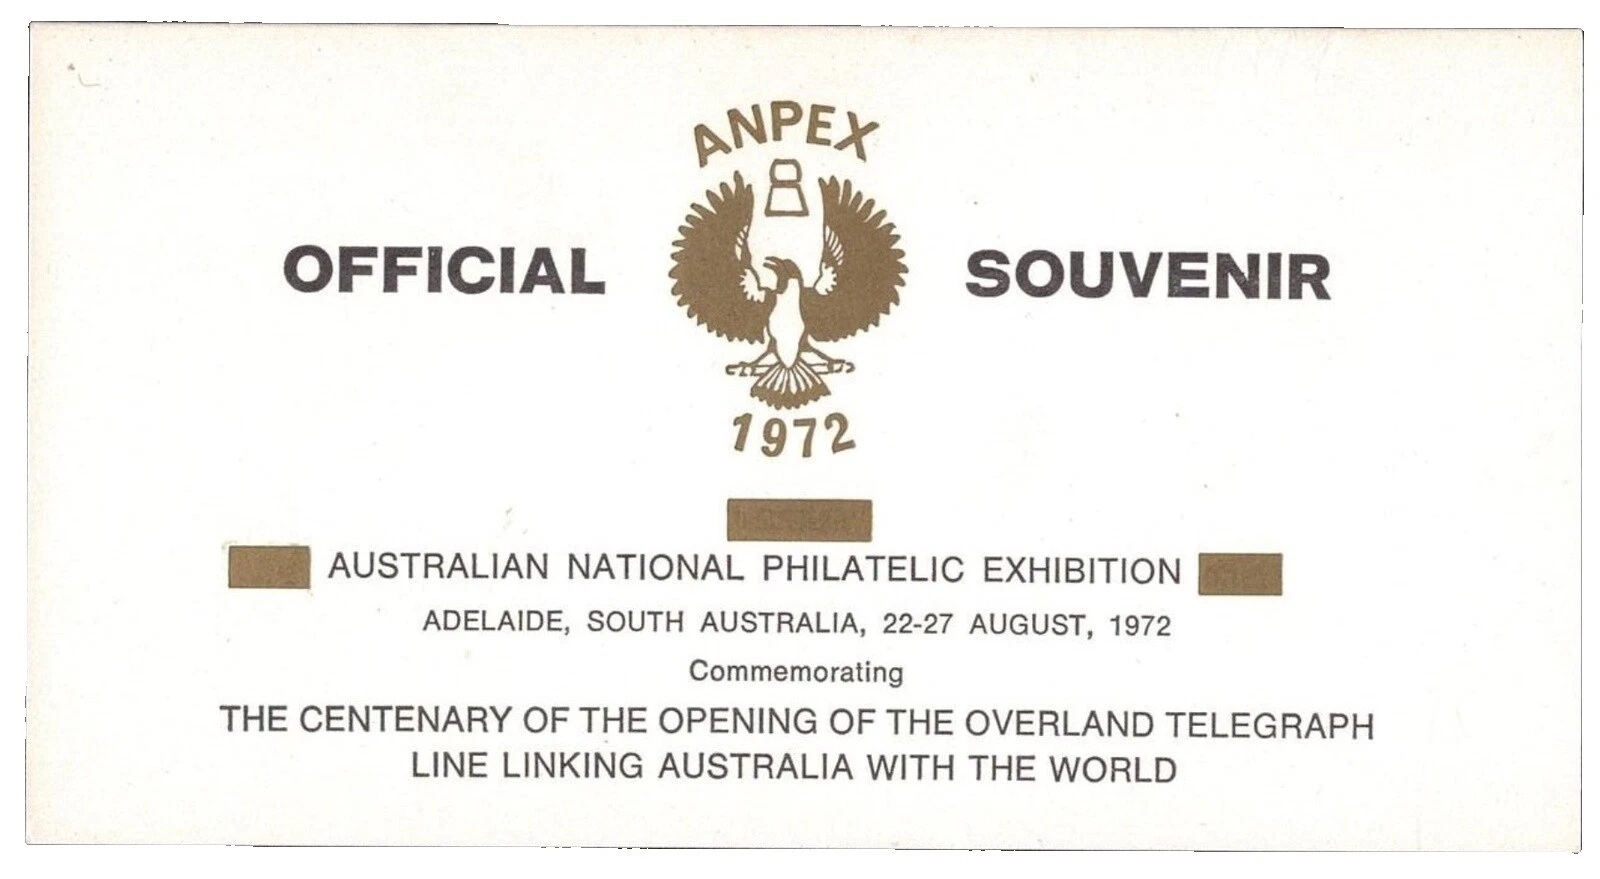 ANPEX
OFFICIAL SOUVENIR
1972
AUSTRALIAN NATIONAL PHILATELIC EXHIBITION
ADELAIDE, SOUTH AUSTRALIA, 22-27 AUGUST, 1972
Commemorating
THE CENTENARY OF THE OPENING OF THE OVERLAND TELEGRAPH
LINE LINKING AUSTRALIA WITH THE WORLD